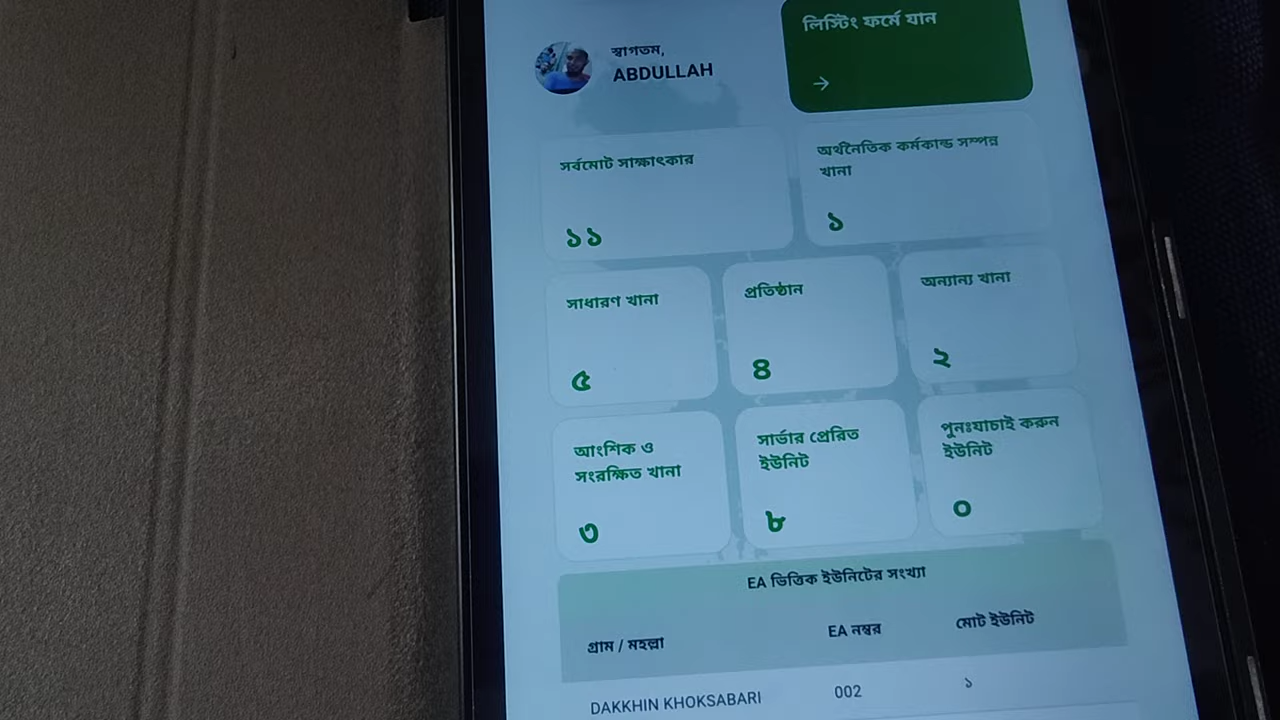 স্বাগতম,
ABDULLAH
লিস্টিং ফর্মে যান
→
সর্বমোট সাক্ষাৎকার
১১
অর্থনৈতিক কর্মকান্ড সম্পন্ন
খানা
১
সাধারণ খানা
৫
প্রতিষ্ঠান
৪
অন্যান্য খানা
২
আংশিক ও
সংরক্ষিত খানা
৩
সার্ভার প্রেরিত
ইউনিট
৮
পুনঃযাচাই করুন
ইউনিট
০
EA ভিত্তিক ইউনিটের সংখ্যা
গ্রাম / মহল্লা EA নম্বর মোট ইউনিট
DAKKHIN KHOKSABARI 002 ১